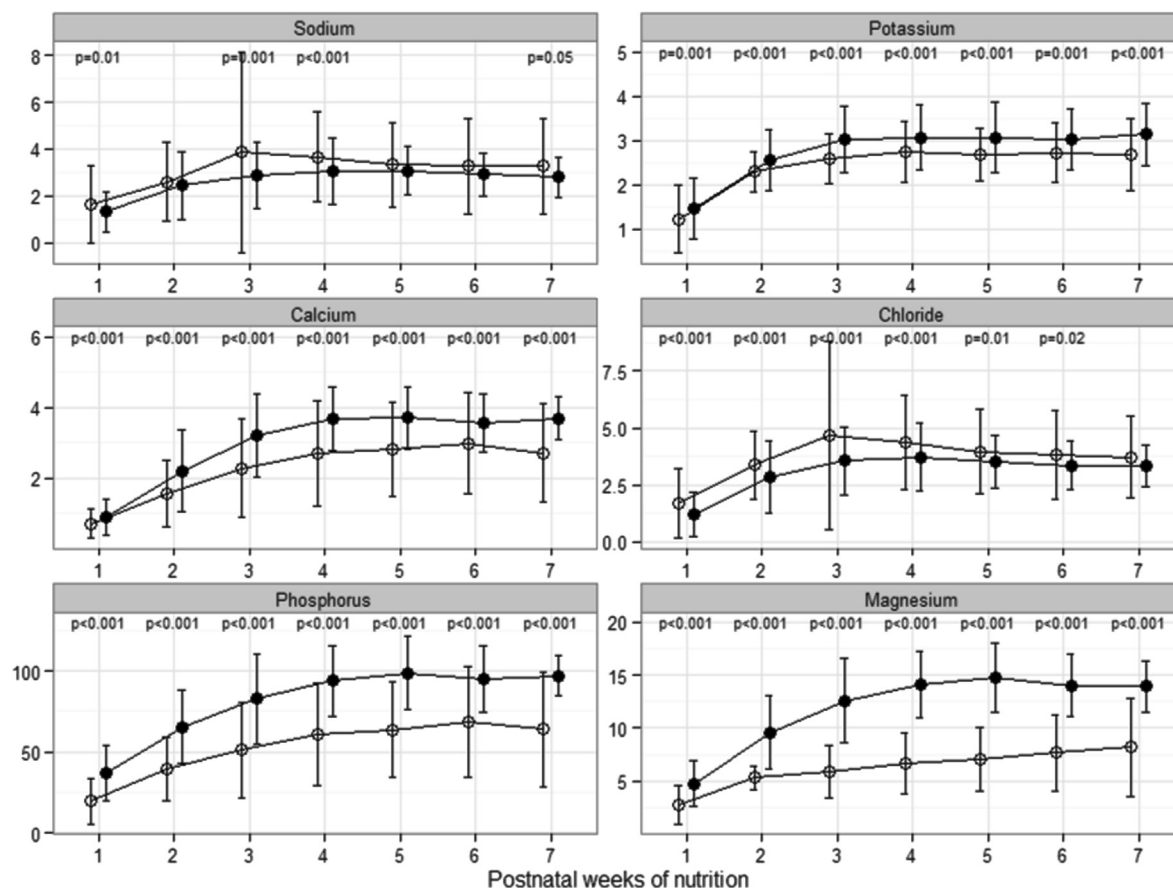 Sodium
p=0.01 p=0.001 p<0.001 p=0.05
8
6
4
2
0
1 2 3 4 5 6 7
Potassium
p=0.001 p<0.001 p<0.001 p<0.001 p<0.001 p=0.001 p<0.001
5
4
3
2
1
1 2 3 4 5 6 7
Calcium
p<0.001 p<0.001 p<0.001 p<0.001 p<0.001 p<0.001 p<0.001
6
4
2
1 2 3 4 5 6 7
Chloride
p<0.001 p<0.001 p<0.001 p<0.001 p=0.01 p=0.02
7.5
5.0
2.5
0.0
1 2 3 4 5 6 7
Phosphorus
p<0.001 p<0.001 p<0.001 p<0.001 p<0.001 p<0.001 p<0.001
100
50
0
1 2 3 4 5 6 7
Magnesium
p<0.001 p<0.001 p<0.001 p<0.001 p<0.001 p<0.001 p<0.001
20
15
10
5
1 2 3 4 5 6 7
Postnatal weeks of nutrition